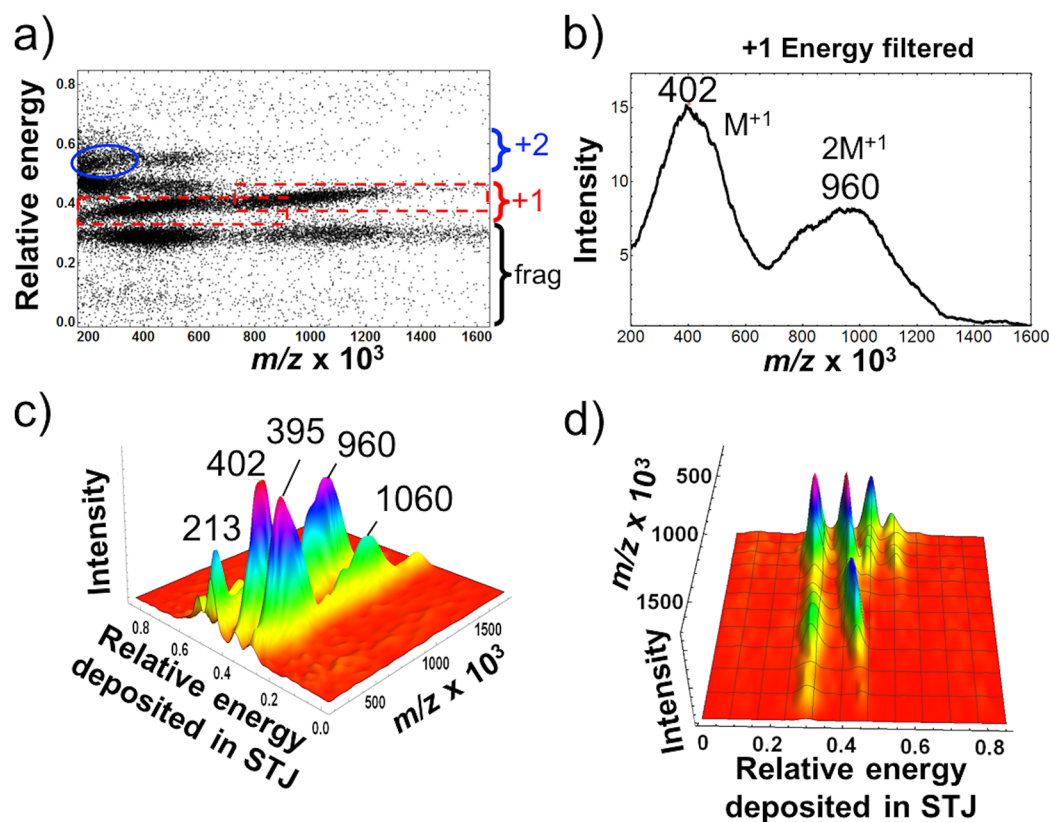 a)
Relative energy
0.8
0.6
0.4
0.2
0.0
+2
+1
frag
200 400 600 800 1000 1200 1400 1600
m/z x 10³
b)
+1 Energy filtered
Intensity
15
10
5
402
M⁺¹
2M⁺¹
960
200 400 600 800 1000 1200 1400 1600
m/z x 10³
c)
Intensity
213
402
395
960
1060
0.8
0.6
0.4
0.2
0.0
Relative energy
deposited in STJ
500
1000
1500
m/z x 10³
d)
m/z x 10³
500
1000
1500
Intensity
0 0.2 0.4 0.6 0.8
Relative energy
deposited in STJ